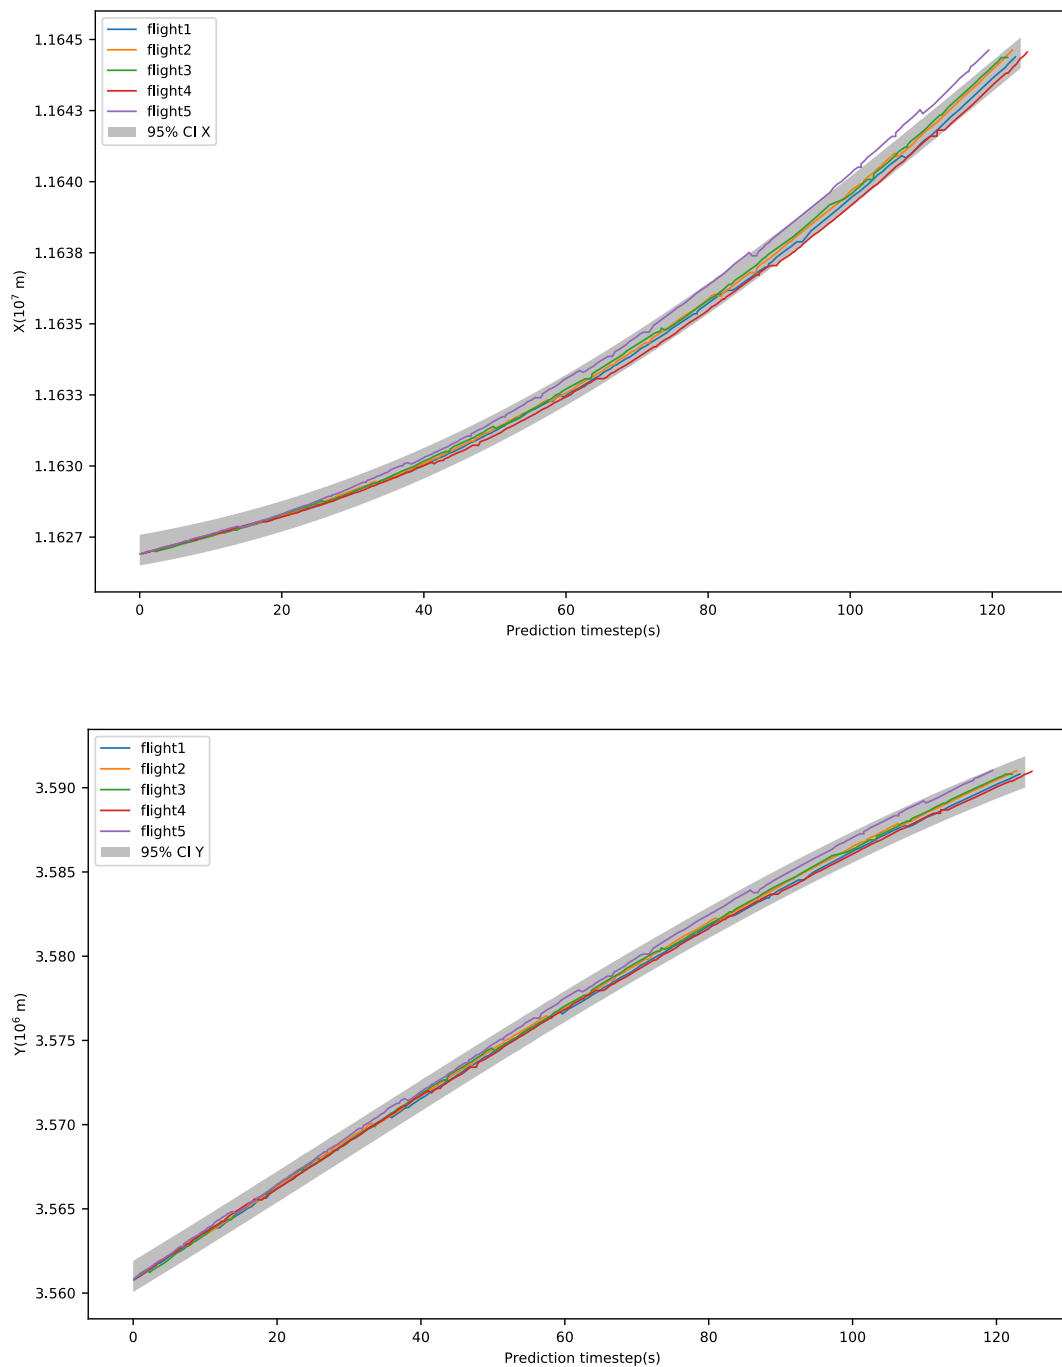 flight1
flight2
flight3
flight4
flight5
95% CI X
1.1645
1.1643
1.1640
1.1638
1.1635
1.1633
1.1630
1.1627
X(10⁷ m)
0 20 40 60 80 100 120
Prediction timestep(s)
flight1
flight2
flight3
flight4
flight5
95% CI Y
3.590
3.585
3.580
3.575
3.570
3.565
3.560
Y(10⁶ m)
0 20 40 60 80 100 120
Prediction timestep(s)